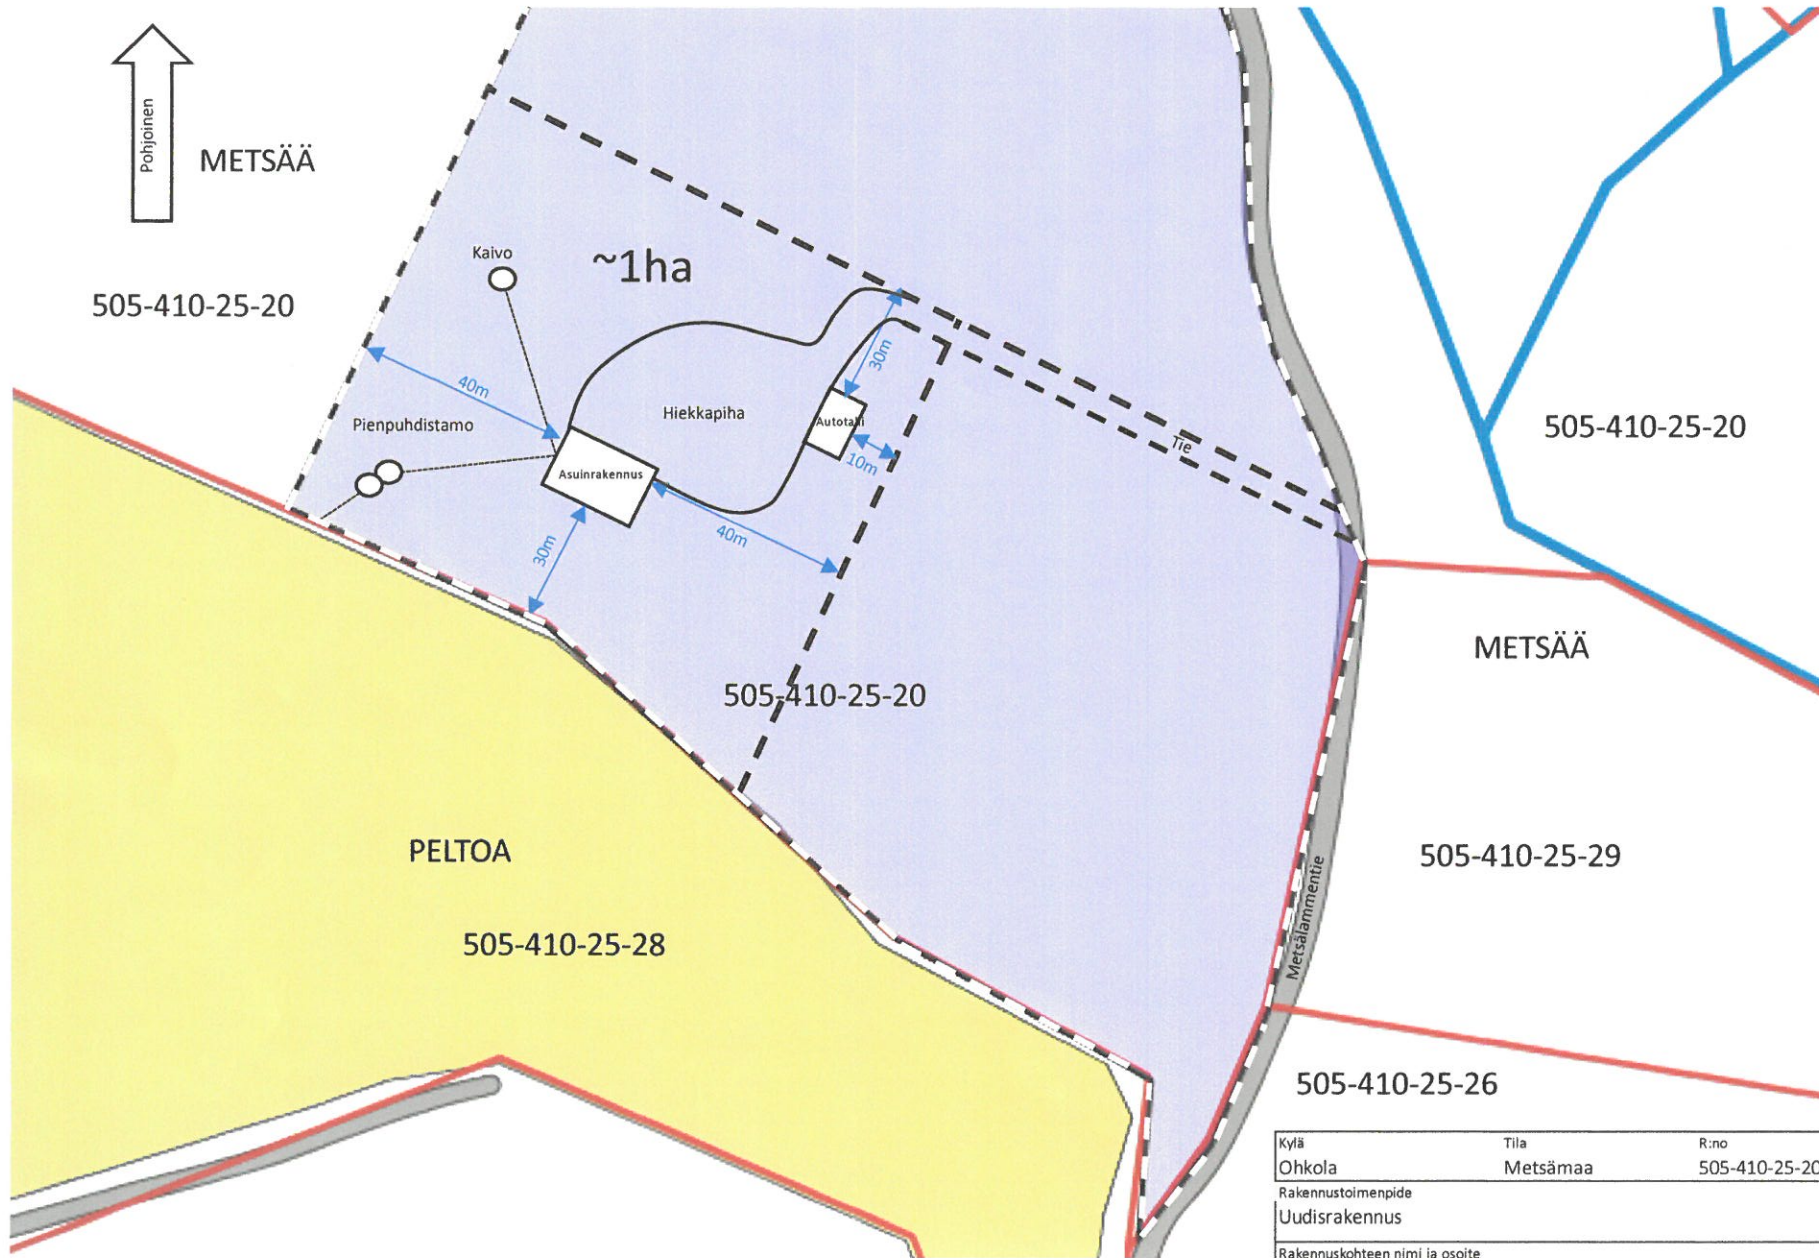 Pohjoinen
METSÄÄ
505-410-25-20
Kaivo
~1ha
40m
30m
Hiekkapiha
Autotalli
10m
Pienpuhdistamo
Asuinrakennus
40m
30m
Tie
505-410-25-20
505-410-25-20
METSÄÄ
PELTOA
505-410-25-28
505-410-25-29
Metsälammentie
505-410-25-26
Kylä Tila R:no
Ohkola Metsämaa 505-410-25-20
Rakennustoimenpide
Uudisrakennus
Rakennuskohteen nimi ja osoite